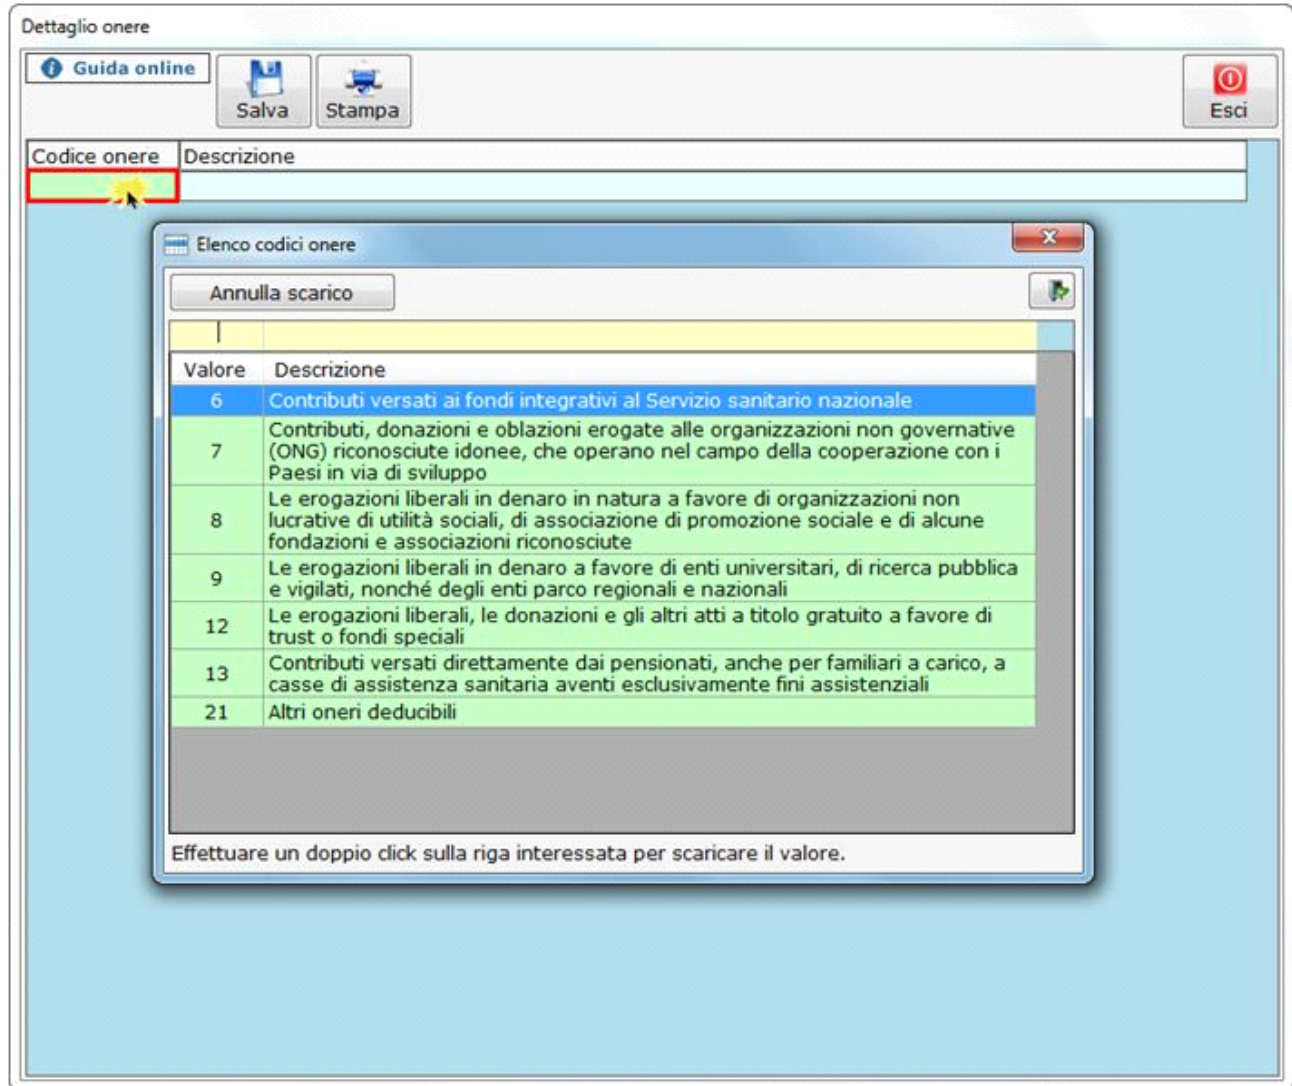 Dettaglio onere
Guida online
Salva
Stampa
Esci
Codice onere Descrizione
Elenco codici onere
Annulla scarico
Valore Descrizione
6 Contributi versati ai fondi integrativi al Servizio sanitario nazionale
7 Contributi, donazioni e oblazioni erogate alle organizzazioni non governative
(ONG) riconosciute idonee, che operano nel campo della cooperazione con i
Paesi in via di sviluppo
8 Le erogazioni liberali in denaro in natura a favore di organizzazioni non
lucrative di utilità sociali, di associazione di promozione sociale e di alcune
fondazioni e associazioni riconosciute
9 Le erogazioni liberali in denaro a favore di enti universitari, di ricerca pubblica
e vigilati, nonché degli enti parco regionali e nazionali
12 Le erogazioni liberali, le donazioni e gli altri atti a titolo gratuito a favore di
trust o fondi speciali
13 Contributi versati direttamente dai pensionati, anche per familiari a carico, a
casse di assistenza sanitaria aventi esclusivamente fini assistenziali
21 Altri oneri deducibili
Effettuare un doppio click sulla riga interessata per scaricare il valore.